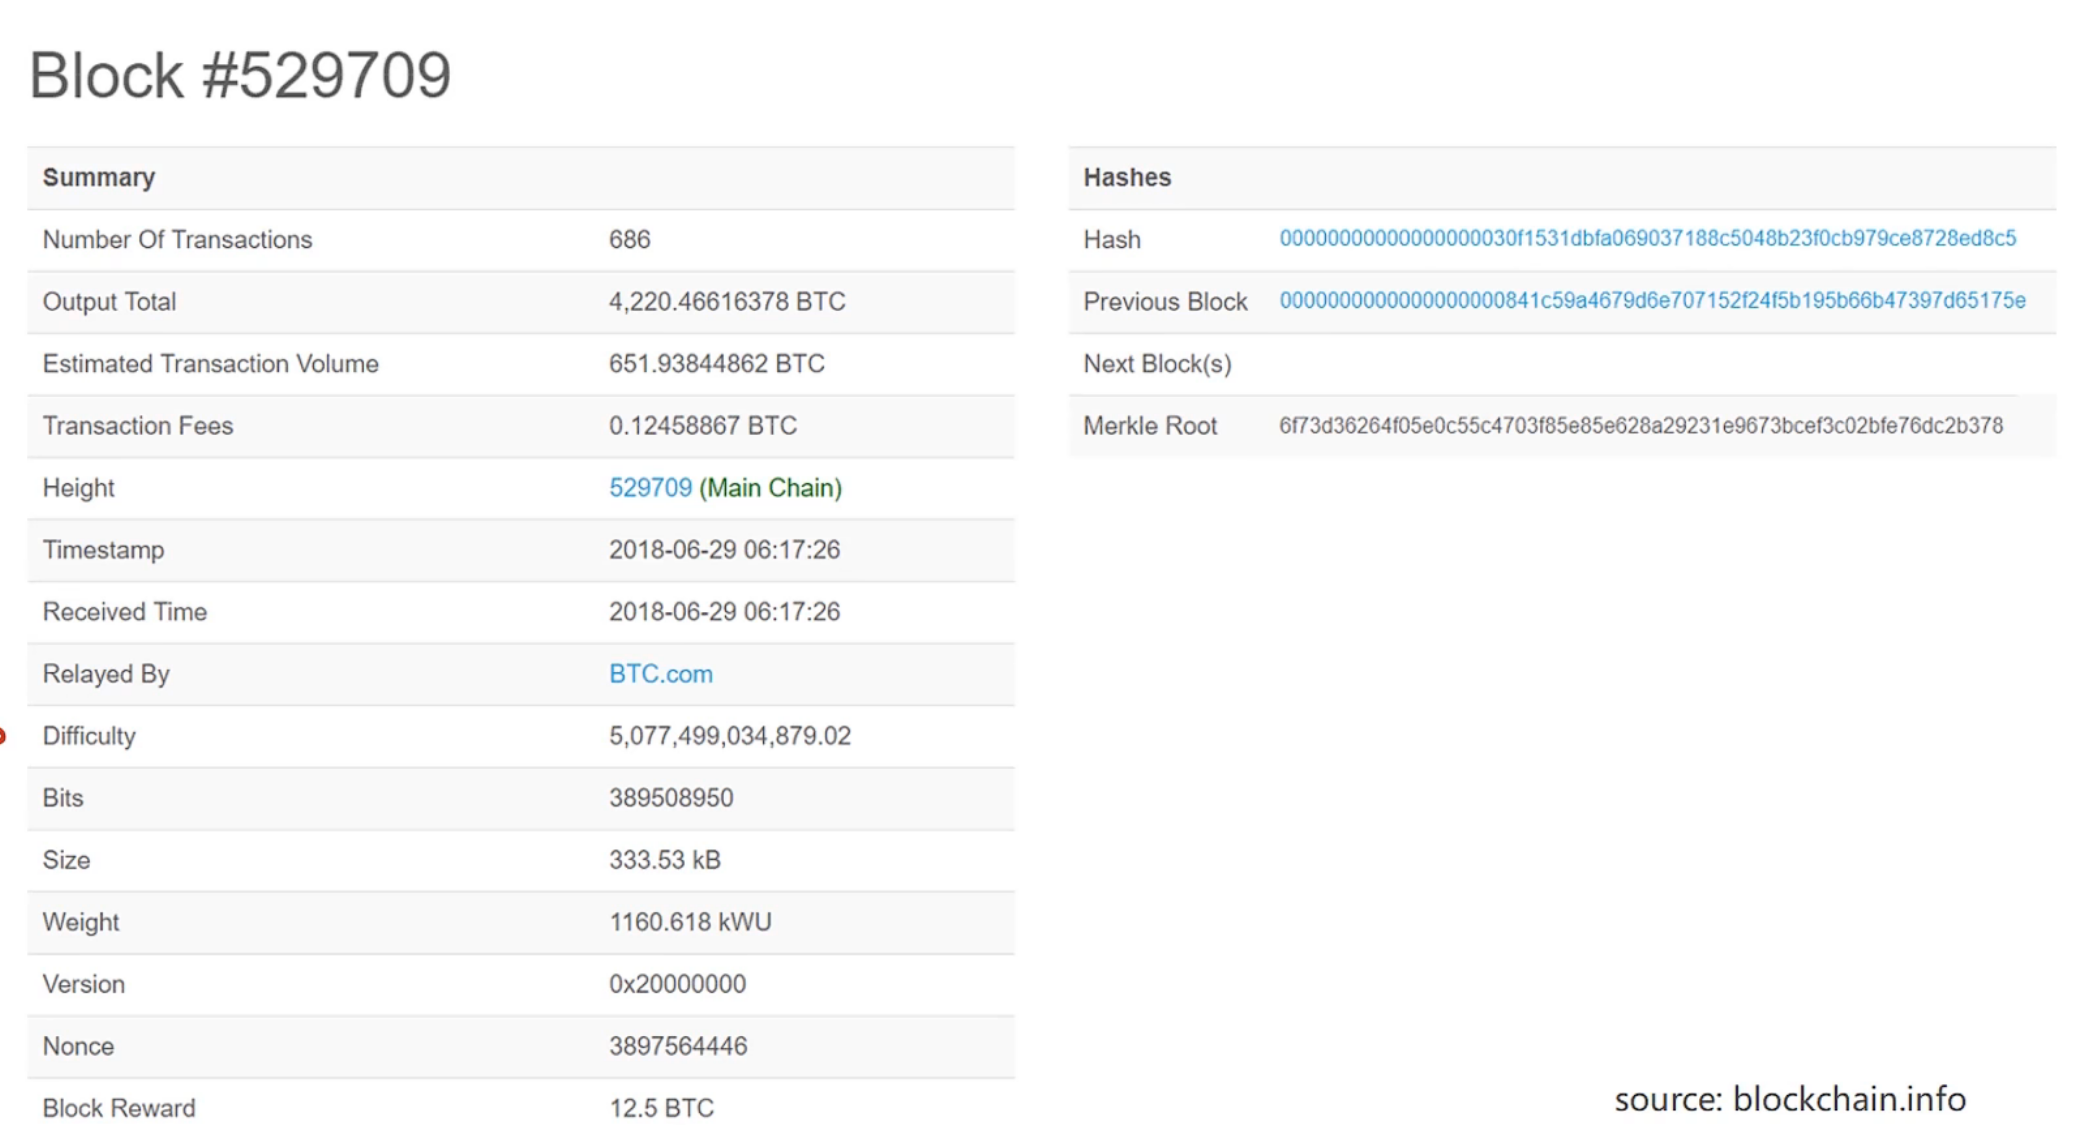 Block #529709
Summary
Number Of Transactions 686
Output Total 4,220.46616378 BTC
Estimated Transaction Volume 651.93844862 BTC
Transaction Fees 0.12458867 BTC
Height 529709 (Main Chain)
Timestamp 2018-06-29 06:17:26
Received Time 2018-06-29 06:17:26
Relayed By BTC.com
Difficulty 5,077,499,034,879.02
Bits 389508950
Size 333.53 kB
Weight 1160.618 kWU
Version 0x20000000
Nonce 3897564446
Block Reward 12.5 BTC
Hashes
Hash 00000000000000000030f1531dbfa069037188c5048b23f0cb979ce8728ed8c5
Previous Block 0000000000000000000841c59a4679d6e707152f24f5b195b66b47397d65175e
Next Block(s)
Merkle Root 6f73d36264f05e0c55c4703f85e85e628a29231e9673bcef3c02bfe76dc2b378
source: blockchain.info